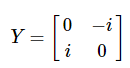 Y = [ 0 −i
i 0 ]